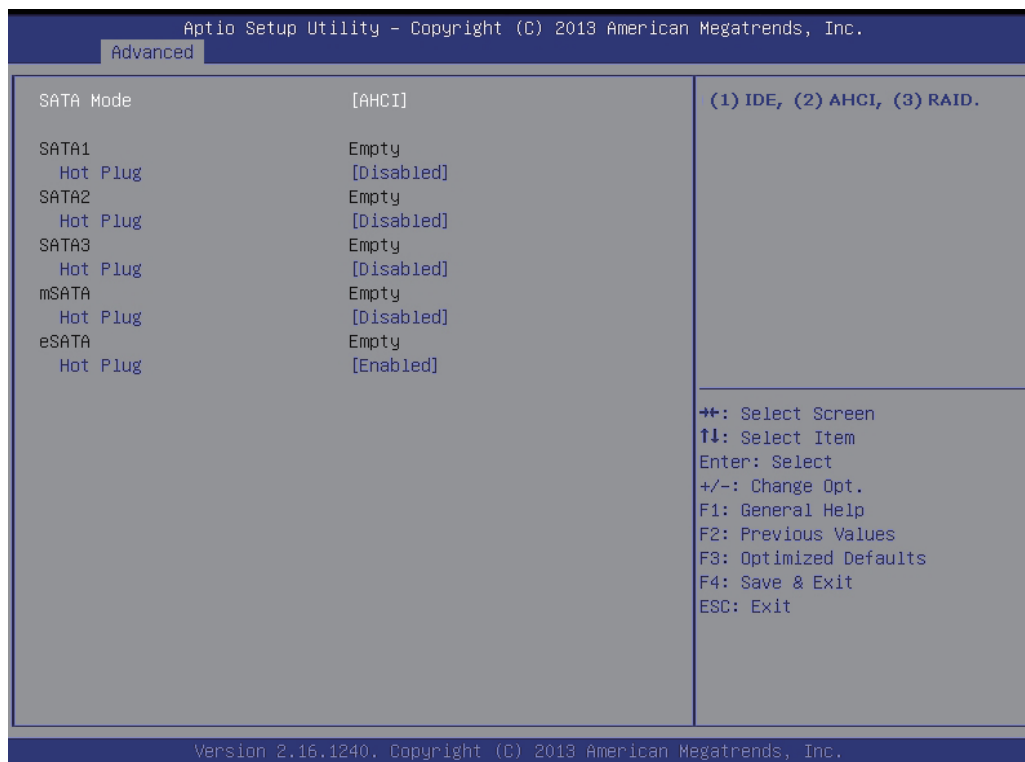 Aptio Setup Utility – Copyright (C) 2013 American Megatrends, Inc.
Advanced
SATA Mode [AHCI]
SATA1 Empty
Hot Plug [Disabled]
SATA2 Empty
Hot Plug [Disabled]
SATA3 Empty
Hot Plug [Disabled]
mSATA Empty
Hot Plug [Disabled]
eSATA Empty
Hot Plug [Enabled]
(1) IDE, (2) AHCI, (3) RAID.
→←: Select Screen
↑↓: Select Item
Enter: Select
+/-: Change Opt.
F1: General Help
F2: Previous Values
F3: Optimized Defaults
F4: Save & Exit
ESC: Exit
Version 2.16.1240. Copyright (C) 2013 American Megatrends, Inc.